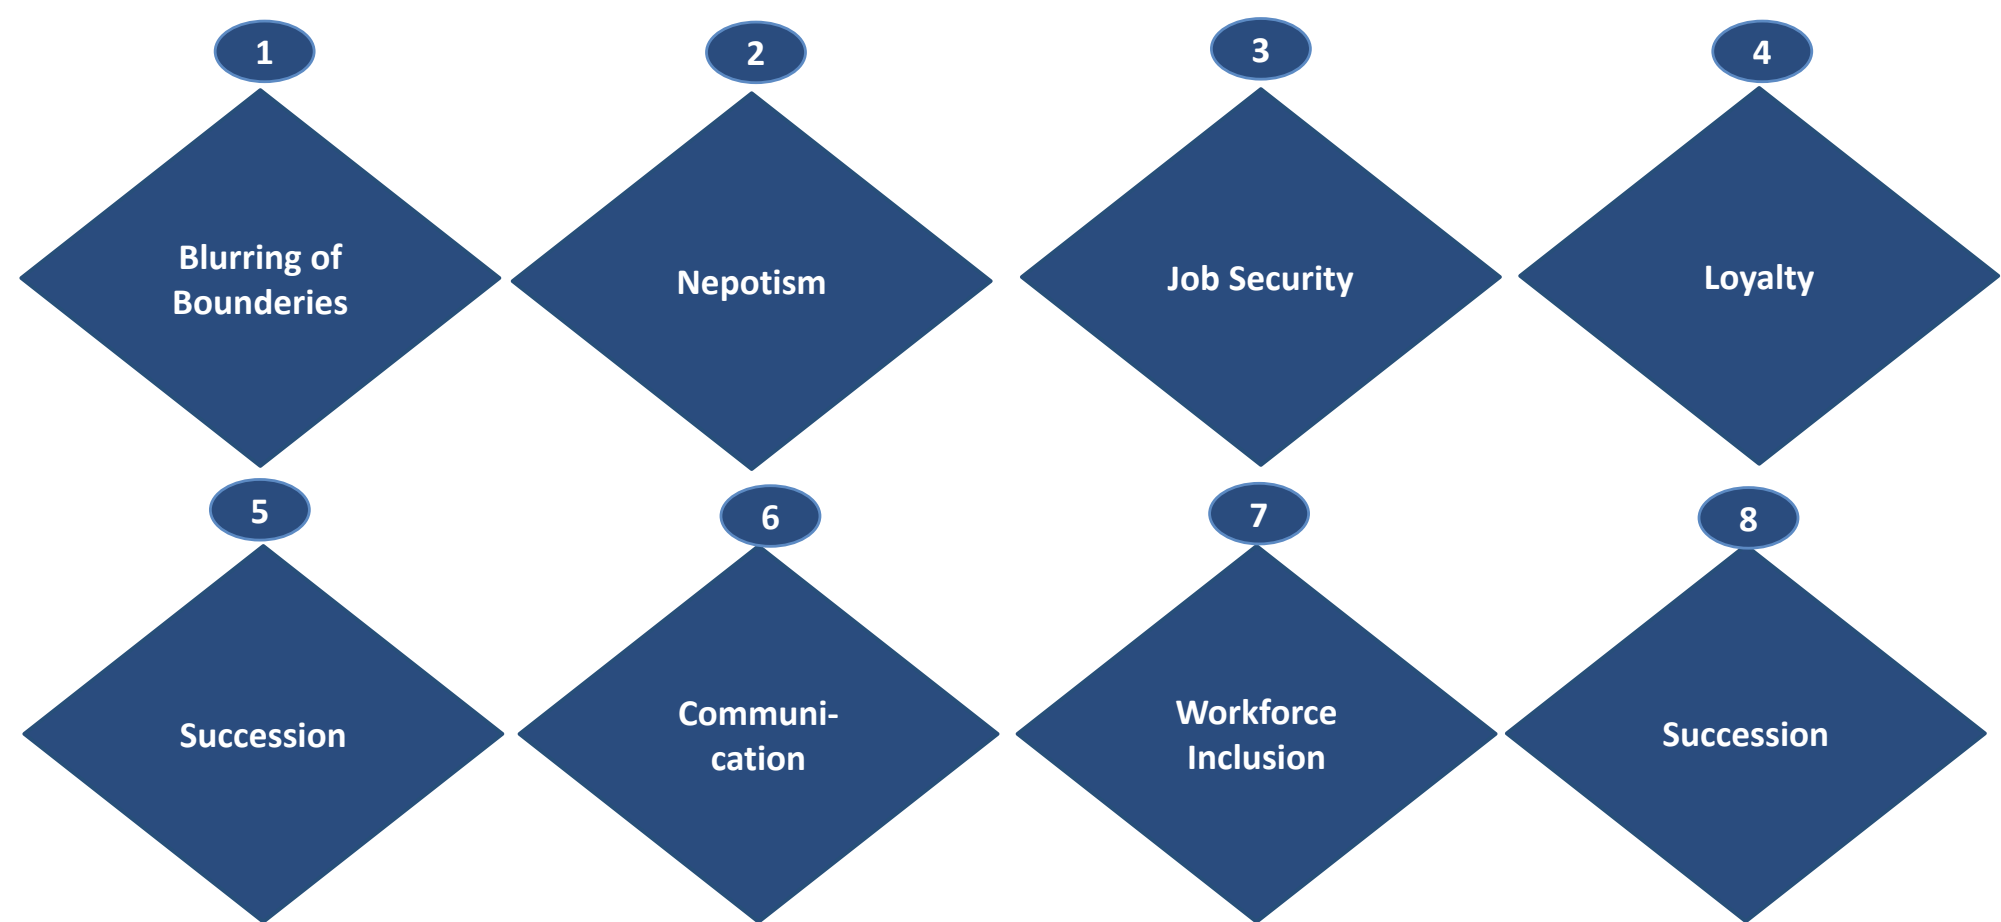 1
2
3
4
Blurring of
Bounderies
Nepotism
Job Security
Loyalty
5
6
7
8
Succession
Communi-
cation
Workforce
Inclusion
Succession